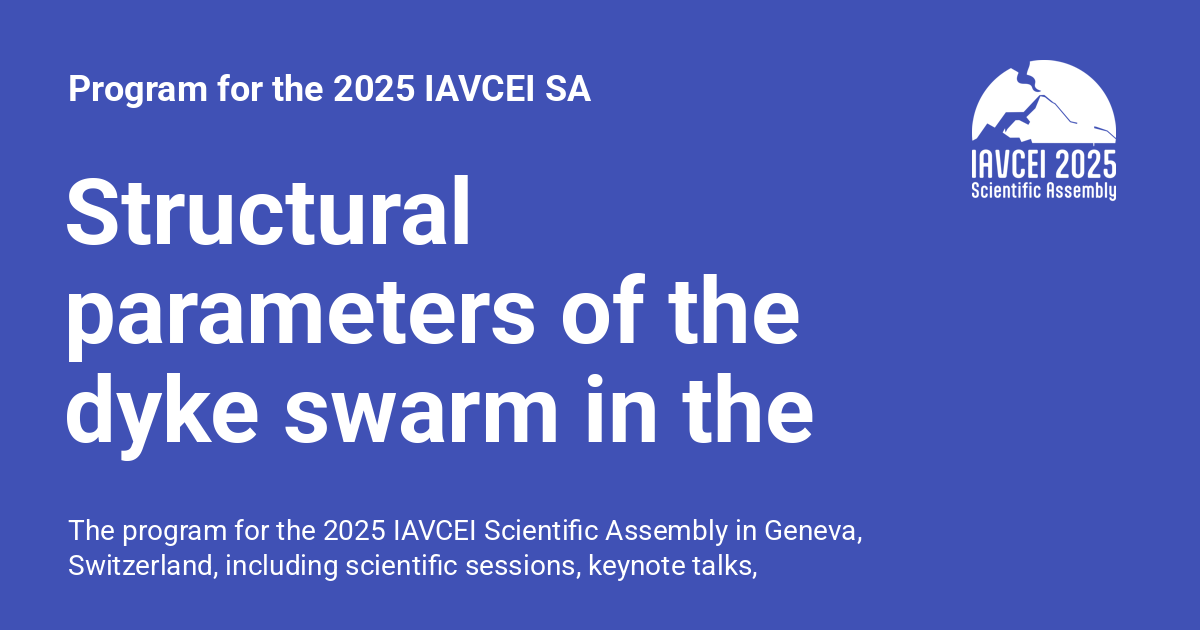 Program for the 2025 IAVCEI SA
IAVCEI 2025
Scientific Assembly
Structural
parameters of the
dyke swarm in the
The program for the 2025 IAVCEI Scientific Assembly in Geneva,
Switzerland, including scientific sessions, keynote talks,